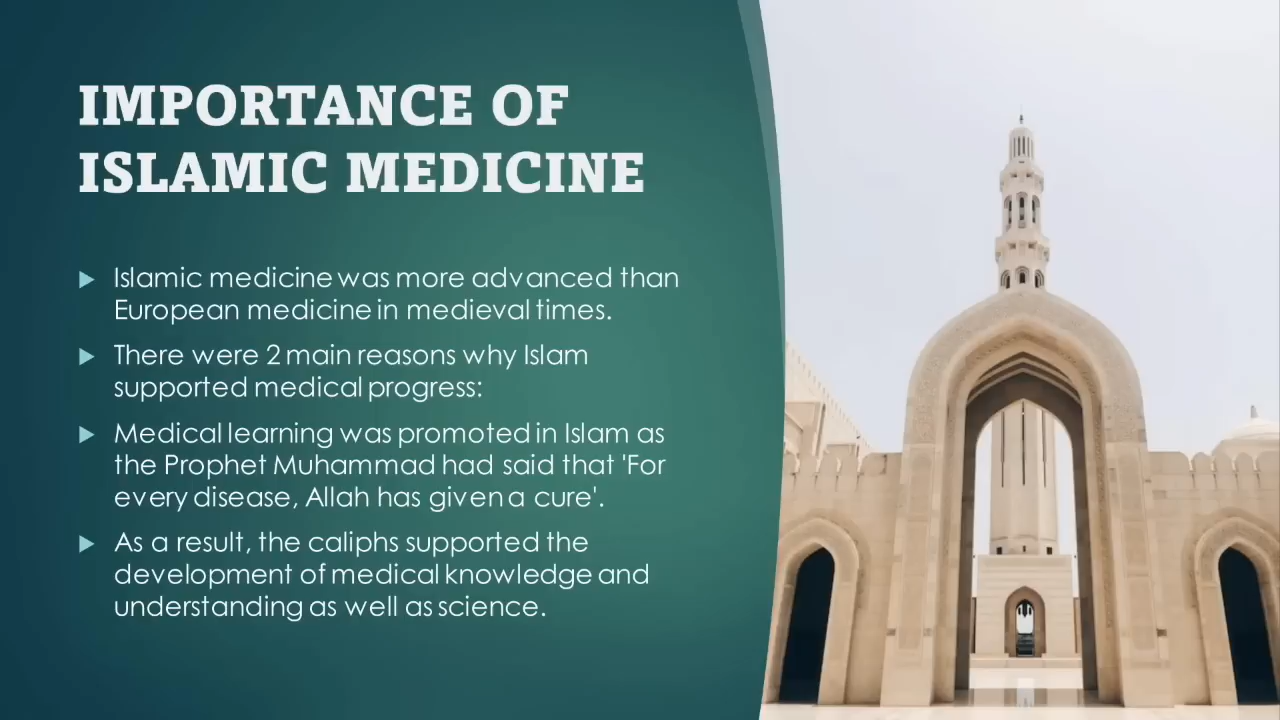 IMPORTANCE OF
ISLAMIC MEDICINE
Islamic medicine was more advanced than
European medicine in medieval times.
There were 2 main reasons why Islam
supported medical progress:
Medical learning was promoted in Islam as
the Prophet Muhammad had said that 'For
every disease, Allah has given a cure'.
As a result, the caliphs supported the
development of medical knowledge and
understanding as well as science.